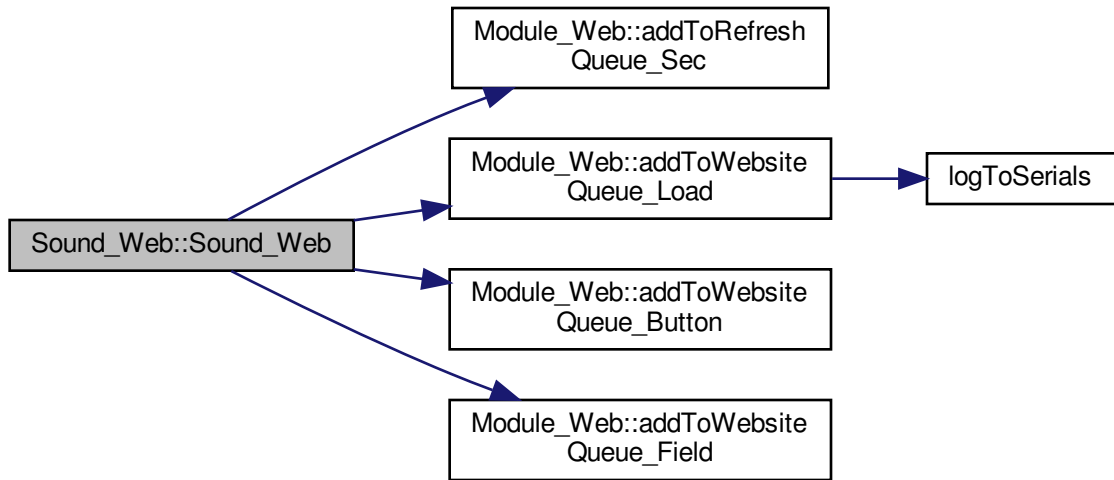 Module_Web::addToRefresh
Queue_Sec
Module_Web::addToWebsite
Queue_Load
logToSerials
Sound_Web::Sound_Web
Module_Web::addToWebsite
Queue_Button
Module_Web::addToWebsite
Queue_Field